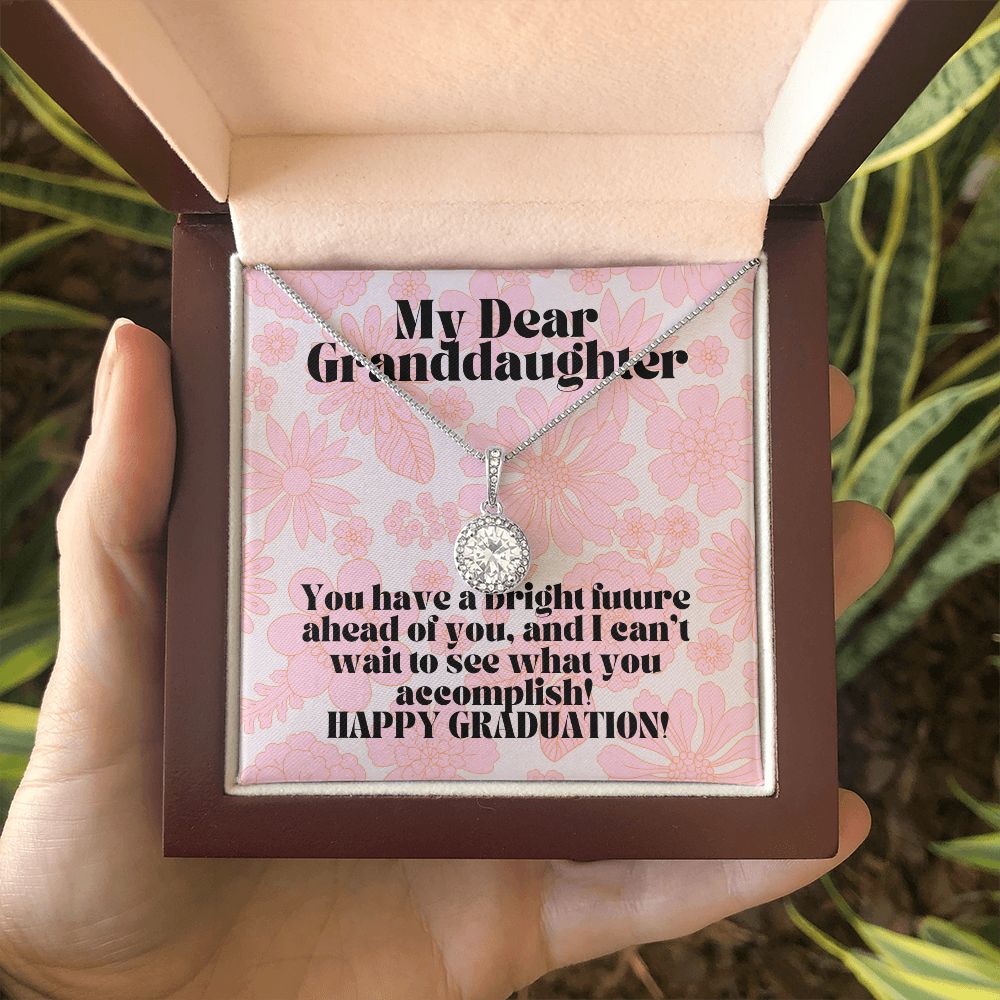 My Dear
Granddaughter
You have a bright future
ahead of you, and I can't
wait to see what you
accomplish!
HAPPY GRADUATION!